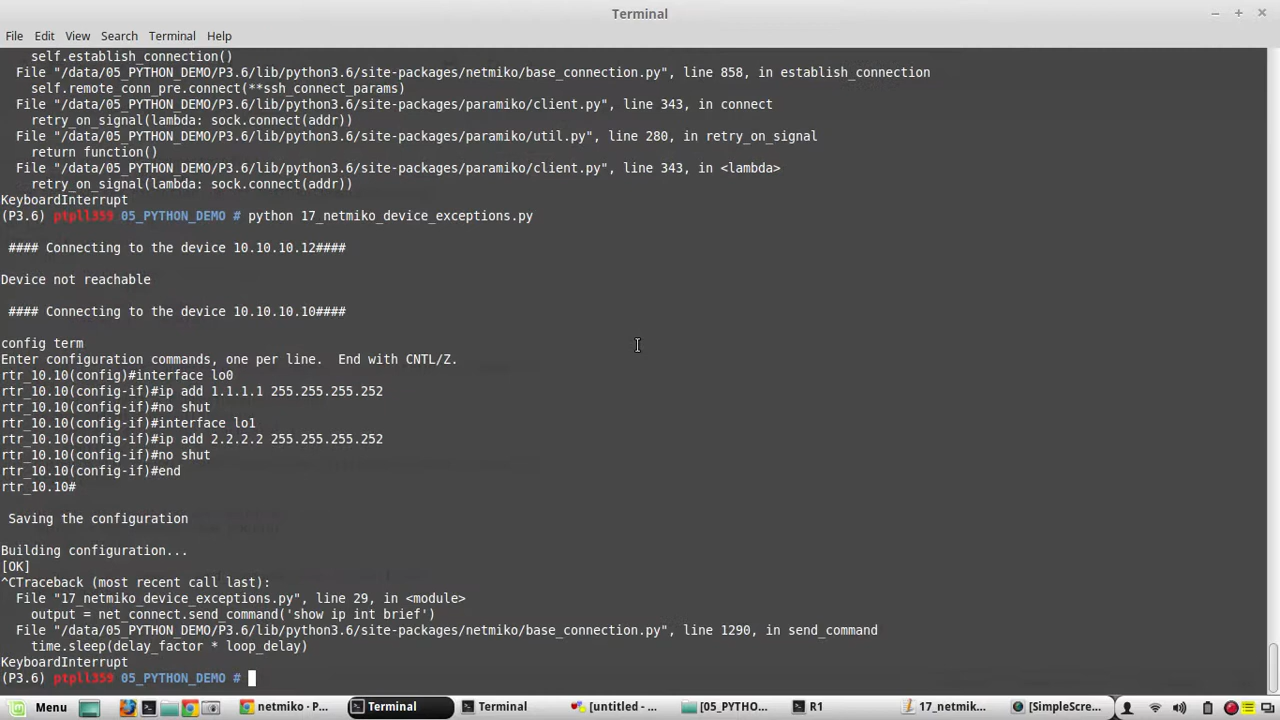 Terminal
File Edit View Search Terminal Help
    self.establish_connection()
  File "/data/05_PYTHON_DEMO/P3.6/lib/python3.6/site-packages/netmiko/base_connection.py", line 858, in establish_connection
    self.remote_conn_pre.connect(**ssh_connect_params)
  File "/data/05_PYTHON_DEMO/P3.6/lib/python3.6/site-packages/paramiko/client.py", line 343, in connect
    retry_on_signal(lambda: sock.connect(addr))
  File "/data/05_PYTHON_DEMO/P3.6/lib/python3.6/site-packages/paramiko/util.py", line 280, in retry_on_signal
    return function()
  File "/data/05_PYTHON_DEMO/P3.6/lib/python3.6/site-packages/paramiko/client.py", line 343, in <lambda>
    retry_on_signal(lambda: sock.connect(addr))
KeyboardInterrupt
(P3.6) ptpll359 05_PYTHON_DEMO # python 17_netmiko_device_exceptions.py
 #### Connecting to the device 10.10.10.12####
Device not reachable
 #### Connecting to the device 10.10.10.10####
config term
Enter configuration commands, one per line.  End with CNTL/Z.
rtr_10.10(config)#interface lo0
rtr_10.10(config-if)#ip add 1.1.1.1 255.255.255.252
rtr_10.10(config-if)#no shut
rtr_10.10(config-if)#interface lo1
rtr_10.10(config-if)#ip add 2.2.2.2 255.255.255.252
rtr_10.10(config-if)#no shut
rtr_10.10(config-if)#end
rtr_10.10#
 Saving the configuration
Building configuration...
[OK]
^CTraceback (most recent call last):
  File "17_netmiko_device_exceptions.py", line 29, in <module>
    output = net_connect.send_command('show ip int brief')
  File "/data/05_PYTHON_DEMO/P3.6/lib/python3.6/site-packages/netmiko/base_connection.py", line 1290, in send_command
    time.sleep(delay_factor * loop_delay)
KeyboardInterrupt
(P3.6) ptpll359 05_PYTHON_DEMO #
Menu netmiko - P... Terminal Terminal [untitled - ... [05_PYTHO... R1 17_netmik... [SimpleScre...